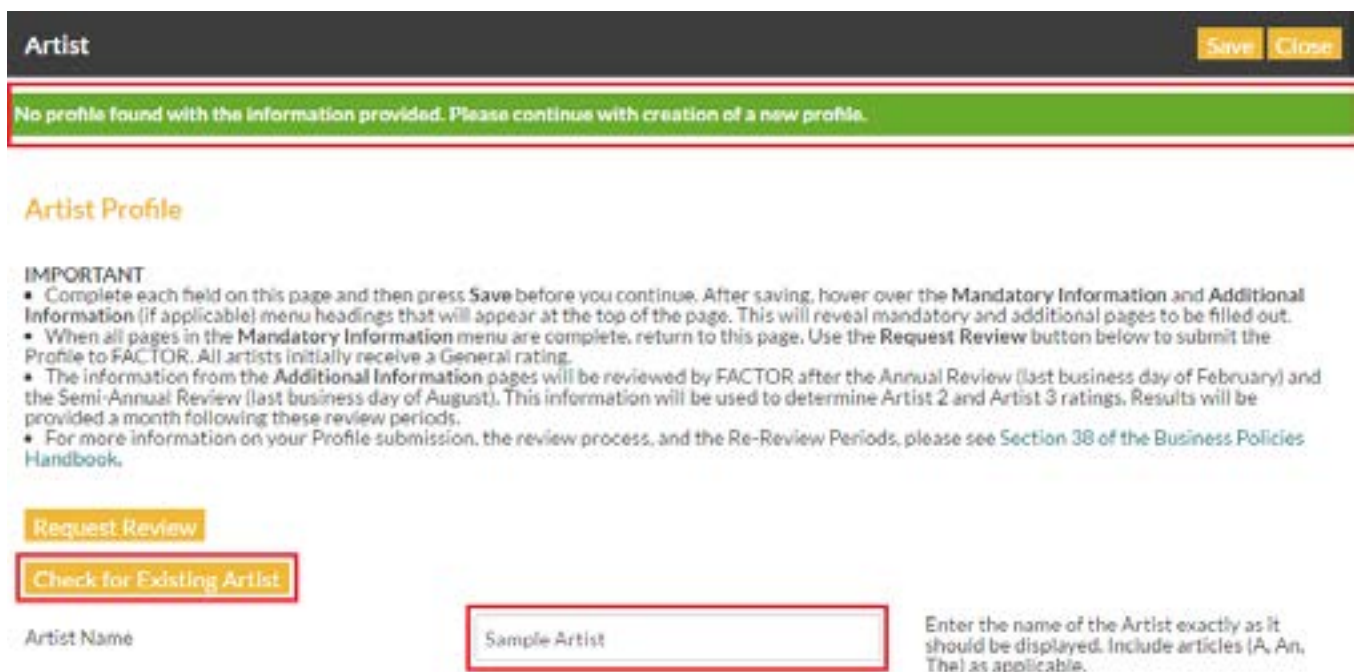 Artist
Save Close
No profile found with the information provided. Please continue with creation of a new profile.
Artist Profile
IMPORTANT
• Complete each field on this page and then press Save before you continue. After saving, hover over the Mandatory Information and Additional
Information (if applicable) menu headings that will appear at the top of the page. This will reveal mandatory and additional pages to be filled out.
• When all pages in the Mandatory Information menu are complete, return to this page. Use the Request Review button below to submit the
Profile to FACTOR. All artists initially receive a General rating.
• The information from the Additional Information pages will be reviewed by FACTOR after the Annual Review (last business day of February) and
the Semi-Annual Review (last business day of August). This information will be used to determine Artist 2 and Artist 3 ratings. Results will be
provided a month following these review periods.
• For more information on your Profile submission, the review process, and the Re-Review Periods, please see Section 38 of the Business Policies
Handbook.
Request Review
Check for Existing Artist
Artist Name
Sample Artist
Enter the name of the Artist exactly as it
should be displayed. Include articles (A, An,
The) as applicable.